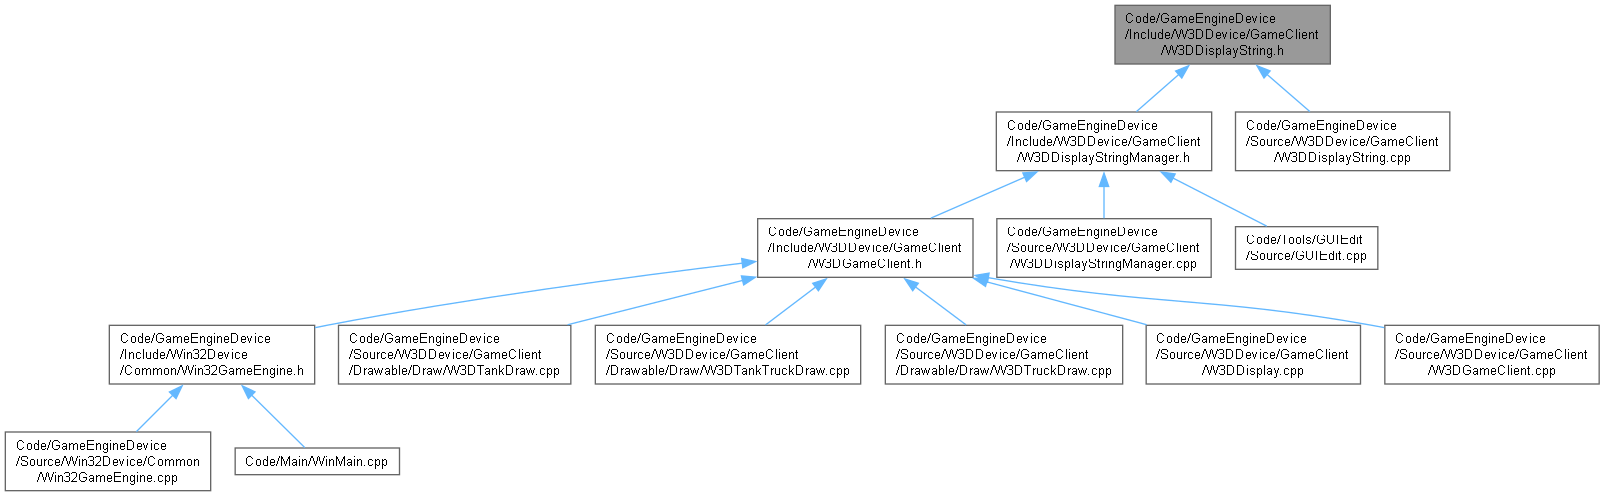 Code/GameEngineDevice
/Include/W3DDevice/GameClient
/W3DDisplayString.h
Code/GameEngineDevice
/Include/W3DDevice/GameClient
/W3DDisplayStringManager.h
Code/GameEngineDevice
/Source/W3DDevice/GameClient
/W3DDisplayString.cpp
Code/GameEngineDevice
/Include/W3DDevice/GameClient
/W3DGameClient.h
Code/GameEngineDevice
/Source/W3DDevice/GameClient
/W3DDisplayStringManager.cpp
Code/Tools/GUIEdit
/Source/GUIEdit.cpp
Code/GameEngineDevice
/Include/Win32Device
/Common/Win32GameEngine.h
Code/GameEngineDevice
/Source/W3DDevice/GameClient
/Drawable/Draw/W3DTankDraw.cpp
Code/GameEngineDevice
/Source/W3DDevice/GameClient
/Drawable/Draw/W3DTankTruckDraw.cpp
Code/GameEngineDevice
/Source/W3DDevice/GameClient
/Drawable/Draw/W3DTruckDraw.cpp
Code/GameEngineDevice
/Source/W3DDevice/GameClient
/W3DDisplay.cpp
Code/GameEngineDevice
/Source/W3DDevice/GameClient
/W3DGameClient.cpp
Code/GameEngineDevice
/Source/Win32Device/Common
/Win32GameEngine.cpp
Code/Main/WinMain.cpp